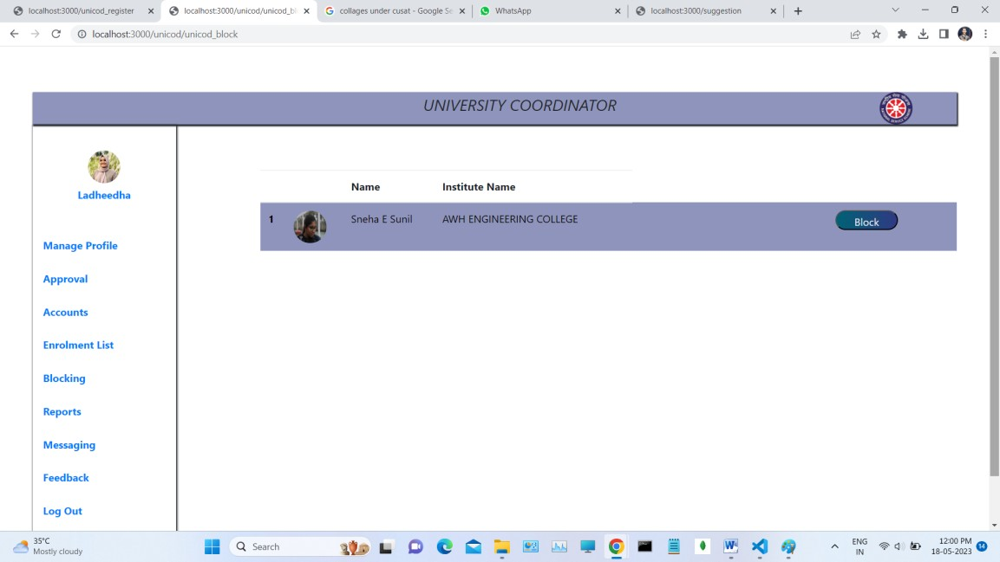 localhost:3000/unicod_register
localhost:3000/unicod/unicod_bl
collages under cusat - Google Se
WhatsApp
localhost:3000/suggestion
localhost:3000/unicod/unicod_block
UNIVERSITY COORDINATOR
Ladheedha
Manage Profile
Approval
Accounts
Enrolment List
Blocking
Reports
Messaging
Feedback
Log Out
Name Institute Name
1 Sneha E Sunil AWH ENGINEERING COLLEGE Block
35°C
Mostly cloudy
Search
ENG
IN
12:00 PM
18-05-2023
14